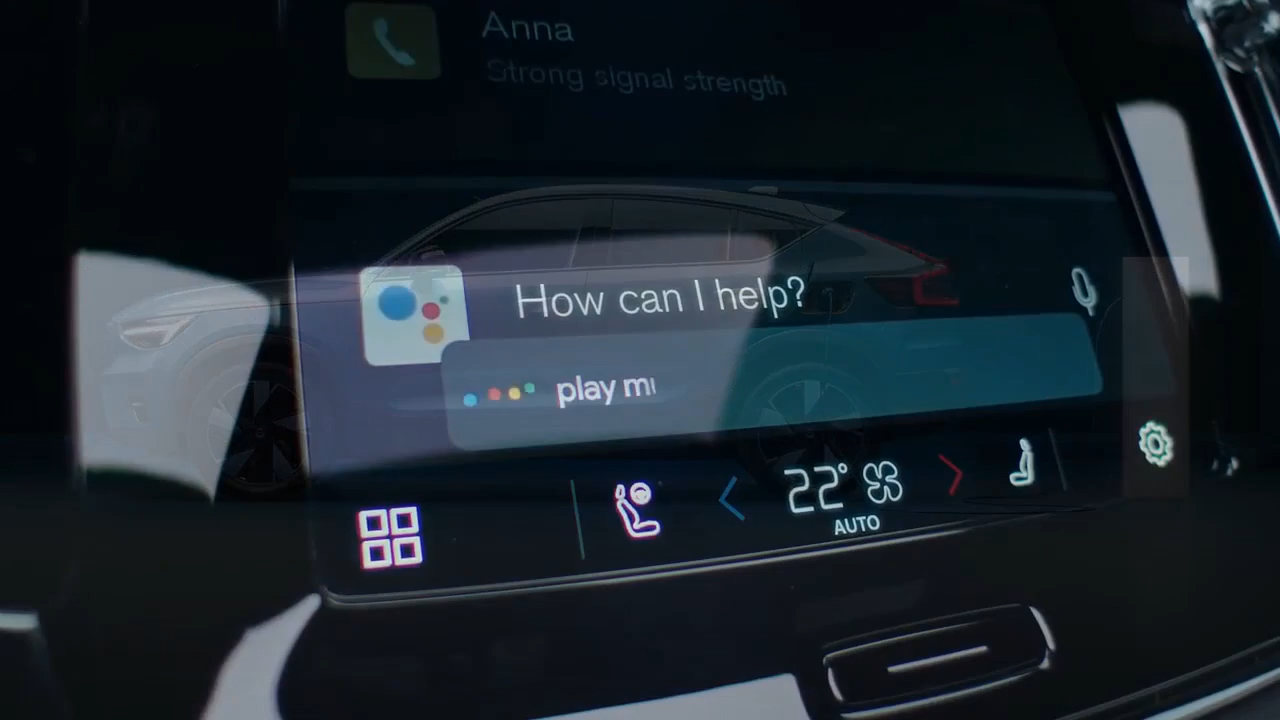 Anna
Strong signal strength
How can I help?
play m
22°
AUTO